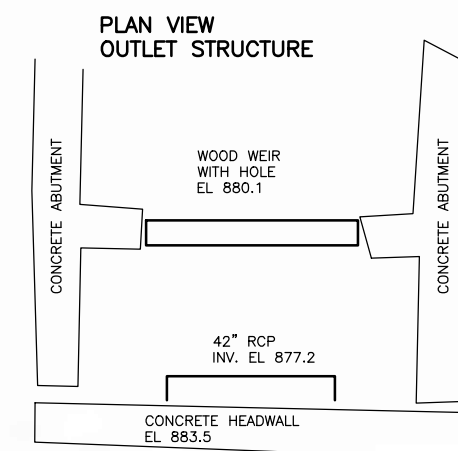 PLAN VIEW
OUTLET STRUCTURE
WOOD WEIR
WITH HOLE
EL 880.1
CONCRETE ABUTMENT
CONCRETE ABUTMENT
42" RCP
INV. EL 877.2
CONCRETE HEADWALL
EL 883.5